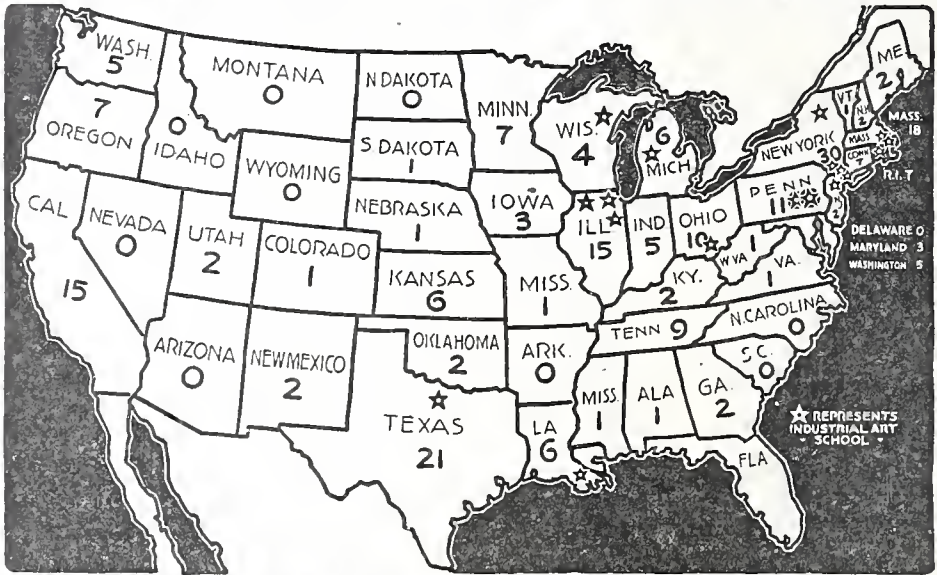 WASH.
5
7
OREGON
CAL
15
NEVADA
0
0
IDAHO
MONTANA
0
WYOMING
0
UTAH
2
COLORADO
1
ARIZONA
0
NEW MEXICO
2
N DAKOTA
0
S. DAKOTA
1
NEBRASKA
1
KANSAS
6
OKLAHOMA
2
TEXAS
21
MINN.
7
IOWA
3
MISS.
1
ARK.
0
LA
6
WIS.
4
ILL
15
6
MICH
IND
5
OHIO
10
KY.
2
TENN 9
MISS.
1
ALA
1
GA.
2
FLA
S.C.
0
N.CAROLINA
0
1
W VA
VA.
1
PENN
11
NEW YORK
30
VT.
1
N.H.
2
ME
2
MASS.
CONN.
7
N.J.
2
MASS.
18
R.I. 7
DELAWARE 0
MARYLAND 3
WASHINGTON 5
REPRESENTS
INDUSTRIAL ART
• SCHOOL •